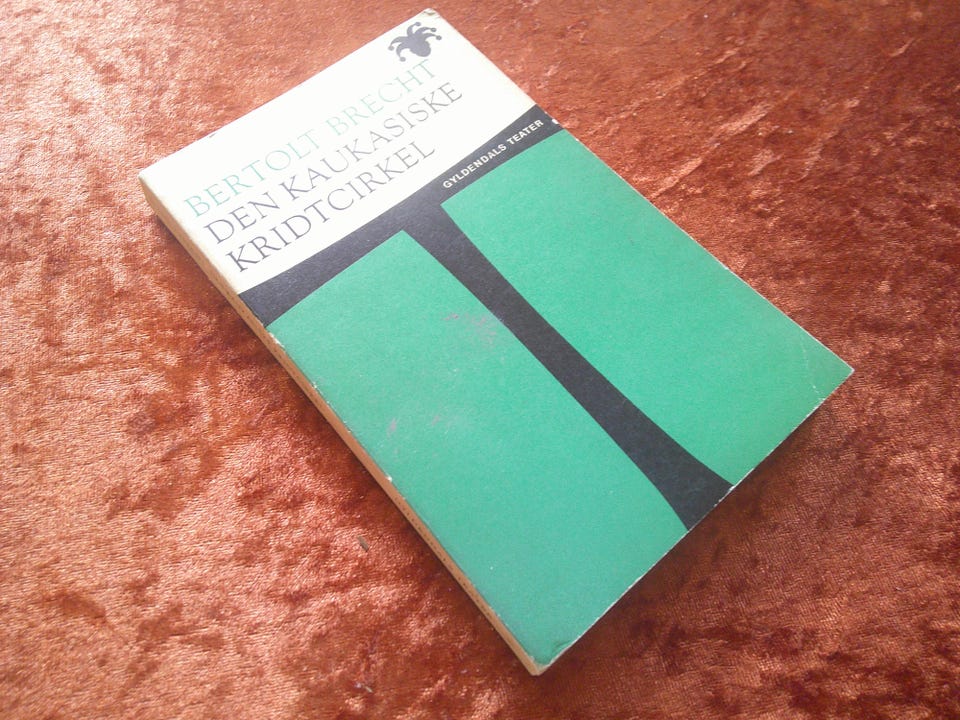 BERTOLT BRECHT
DEN KAUKASISKE
KRIDTCIRKEL
GYLDENDALS TEATER